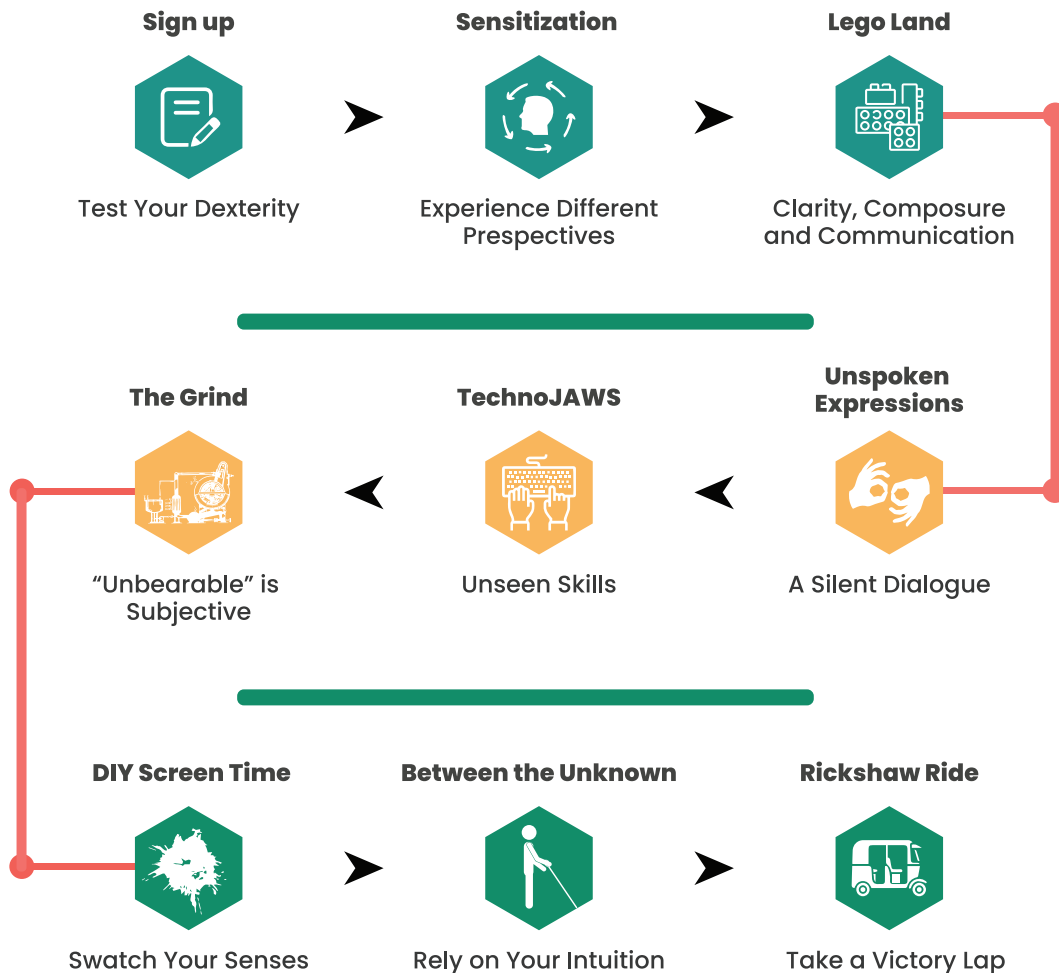 Sign up
Test Your Dexterity
Sensitization
Experience Different
Prespectives
Lego Land
Clarity, Composure
and Communication
Unspoken
Expressions
A Silent Dialogue
TechnoJAWS
Unseen Skills
The Grind
“Unbearable” is
Subjective
DIY Screen Time
Swatch Your Senses
Between the Unknown
Rely on Your Intuition
Rickshaw Ride
Take a Victory Lap